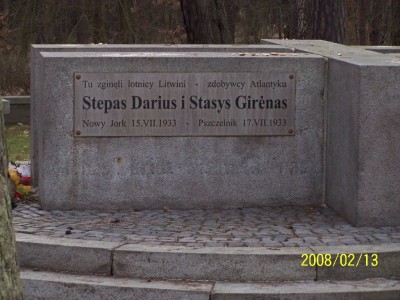 Tu zginęli lotnicy Litwini - zdobywcy Atlantyku
Stepas Darius i Stasys Girėnas
Nowy Jork 15.VII.1933 - Pszczelnik 17.VII.1933
2008/02/13